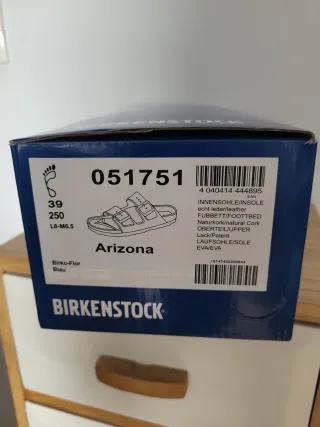 BIRKENSTOCK
39
250
L8-M6.5
051751
Arizona
Birko-Flor
Blau
4 040414 444895
INNENSOHLE/INSOLE
echt leder/leather
FUßBETT/FOOTBED
Naturkork/natural Cork
OBERTEIL/UPPER
Lack/Patent
LAUFSOHLE/SOLE
EVA/EVA
BIRKENSTOCK